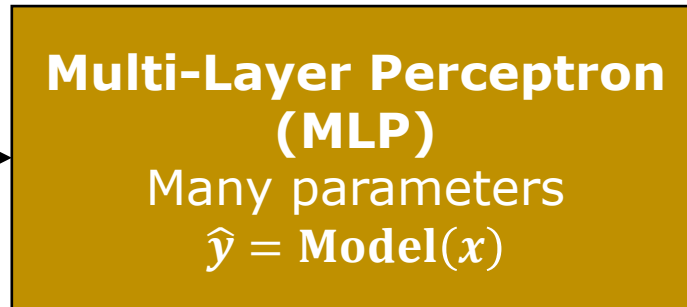 Multi-Layer Perceptron
(MLP)
Many parameters
ŷ = Model(x)